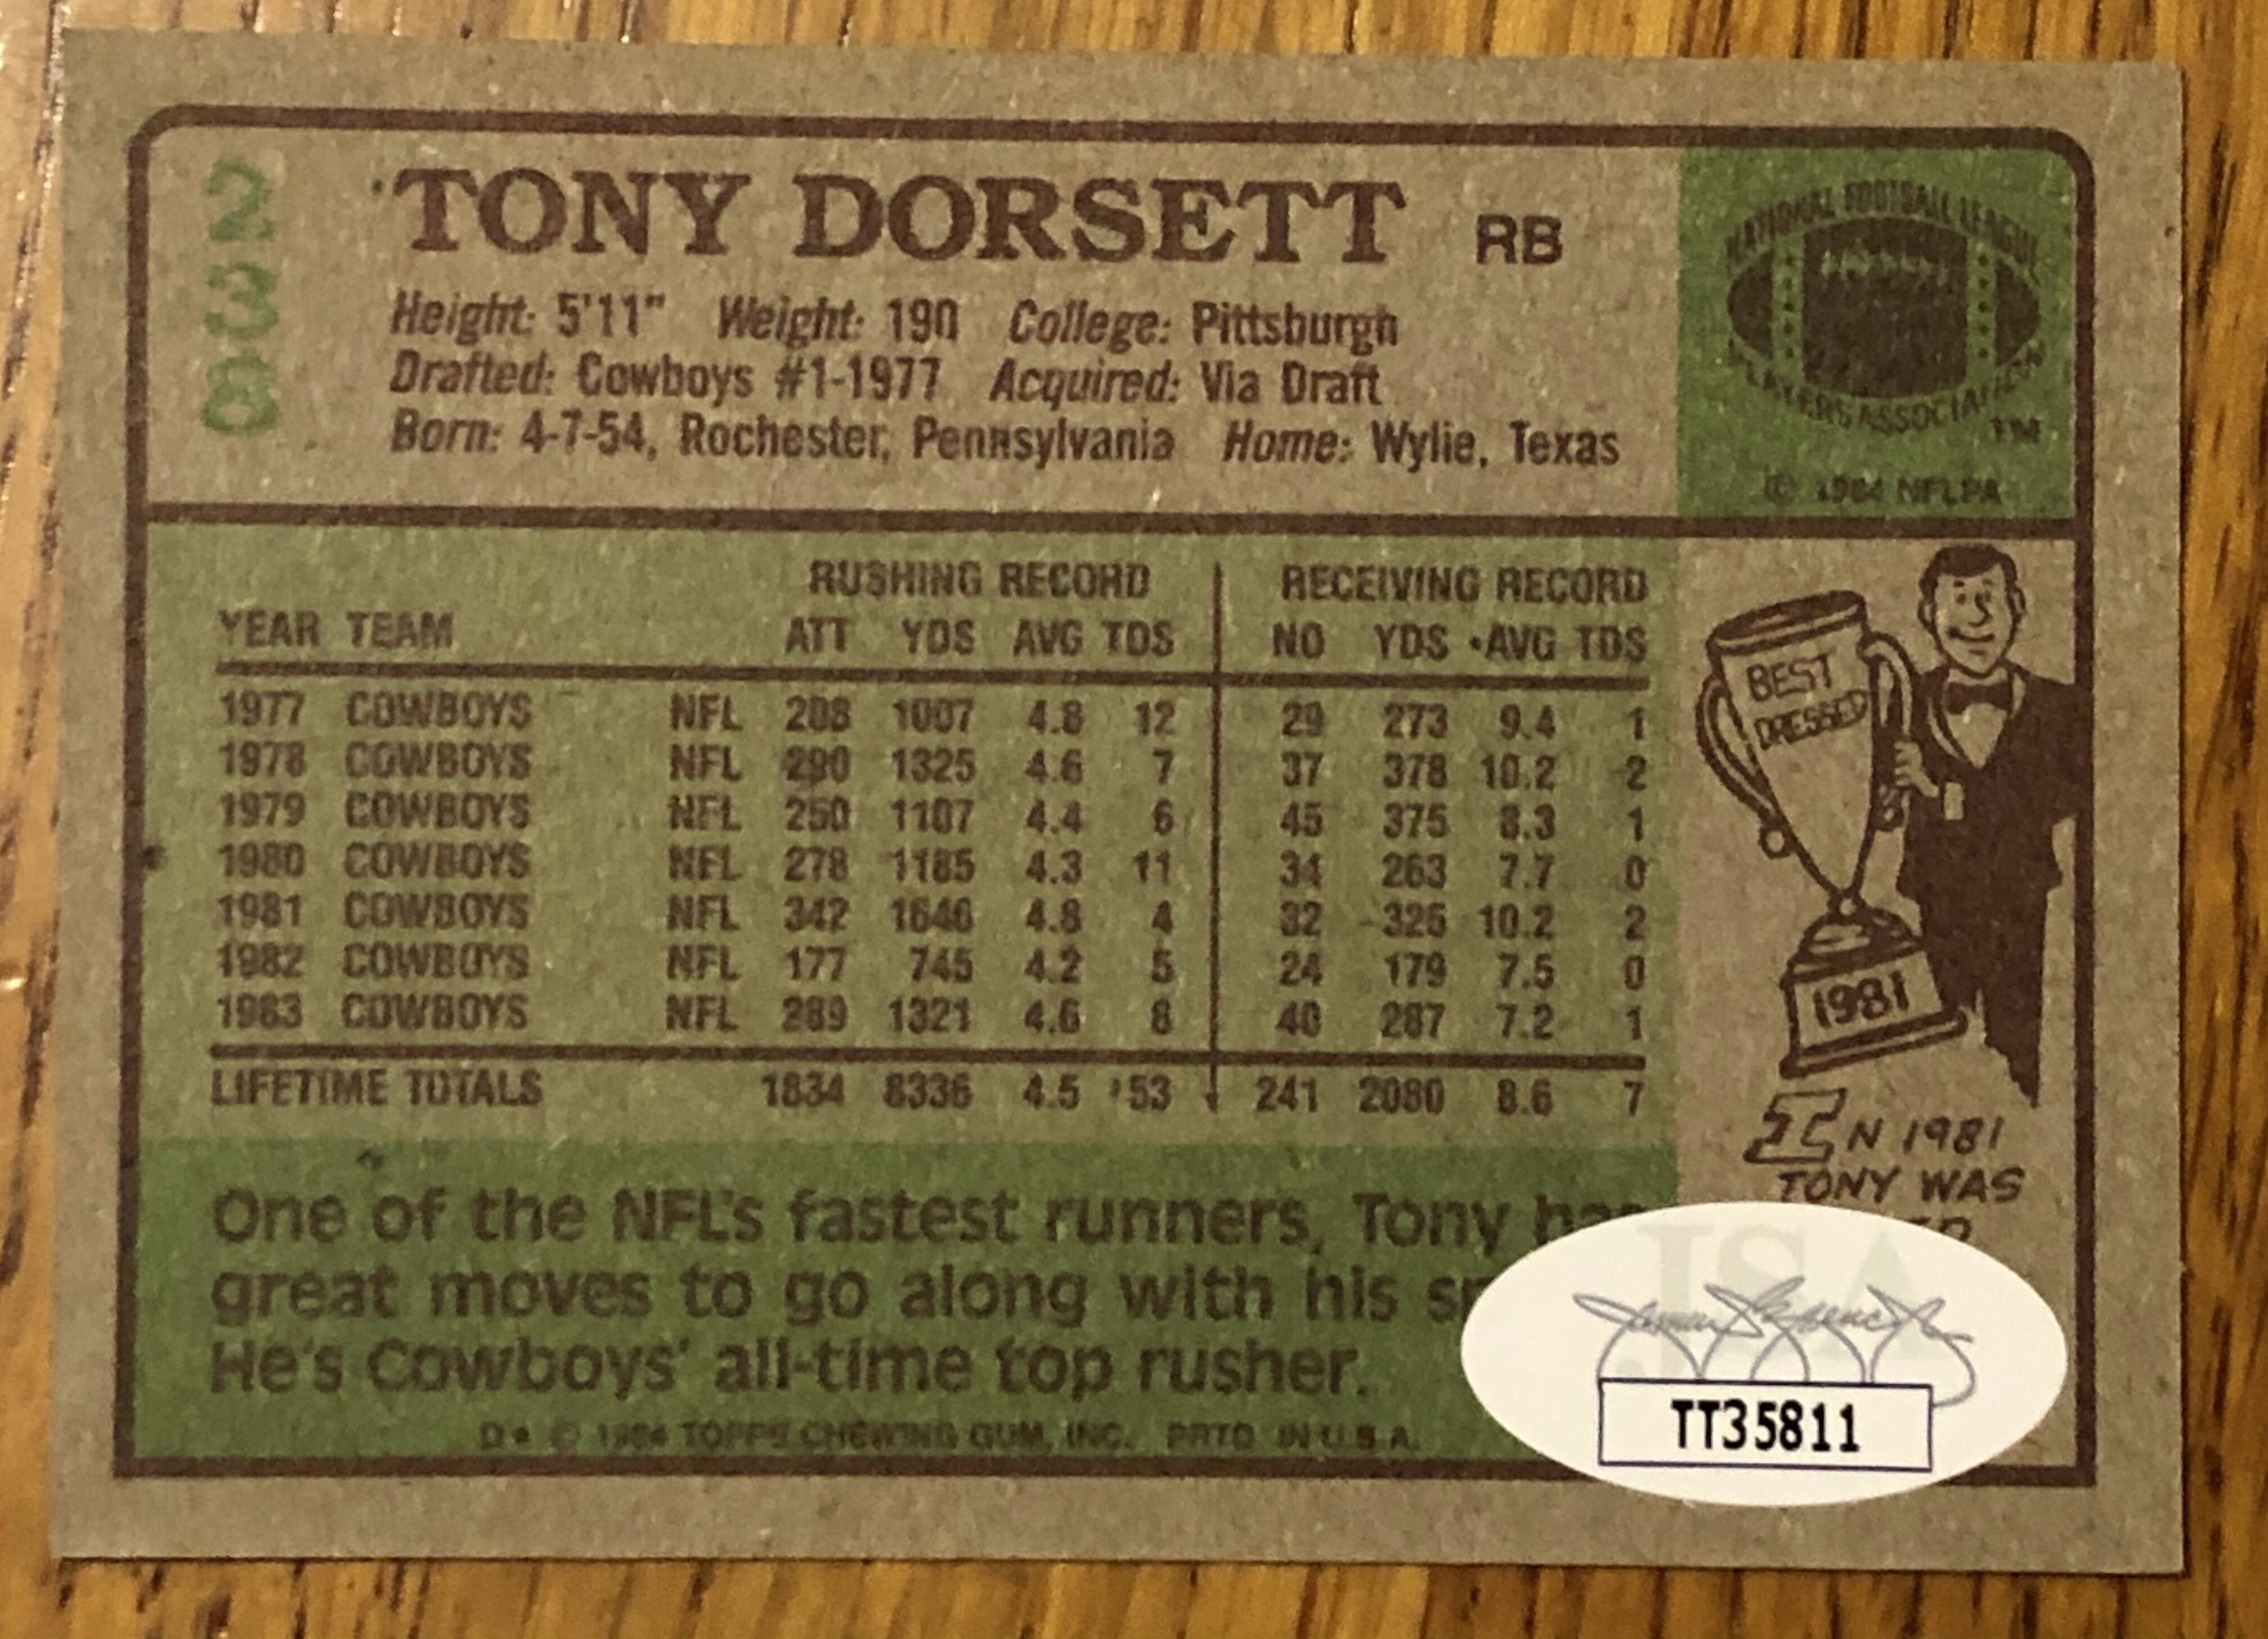 238
TONY DORSETT RB
Height: 5'11" Weight: 190 College: Pittsburgh
Drafted: Cowboys #1-1977 Acquired: Via Draft
Born: 4-7-54, Rochester, Pennsylvania Home: Wylie, Texas
NATIONAL FOOTBALL LEAGUE
PLAYERS ASSOCIATION
TM
© 1984 NFLPA
RUSHING RECORD RECEIVING RECORD
YEAR TEAM ATT YDS AVG TDS NO YDS AVG TDS
1977 COWBOYS NFL 208 1007 4.8 12 29 273 9.4 1
1978 COWBOYS NFL 290 1325 4.6 7 37 378 10.2 2
1979 COWBOYS NFL 250 1107 4.4 6 45 375 8.3 1
1980 COWBOYS NFL 278 1185 4.3 11 34 263 7.7 0
1981 COWBOYS NFL 342 1646 4.8 4 32 325 10.2 2
1982 COWBOYS NFL 177 745 4.2 5 24 179 7.5 0
1983 COWBOYS NFL 289 1321 4.6 8 40 287 7.2 1
LIFETIME TOTALS 1834 8336 4.5 53 241 2080 8.6 7
BEST
DRESSED
1981
IN 1981
TONY WAS
One of the NFL's fastest runners, Tony has
great moves to go along with his
He's Cowboys' all-time top rusher.
D* © 1984 TOPPS CHEWING GUM, INC. PRTD. IN U.S.A.
JSA
TT35811